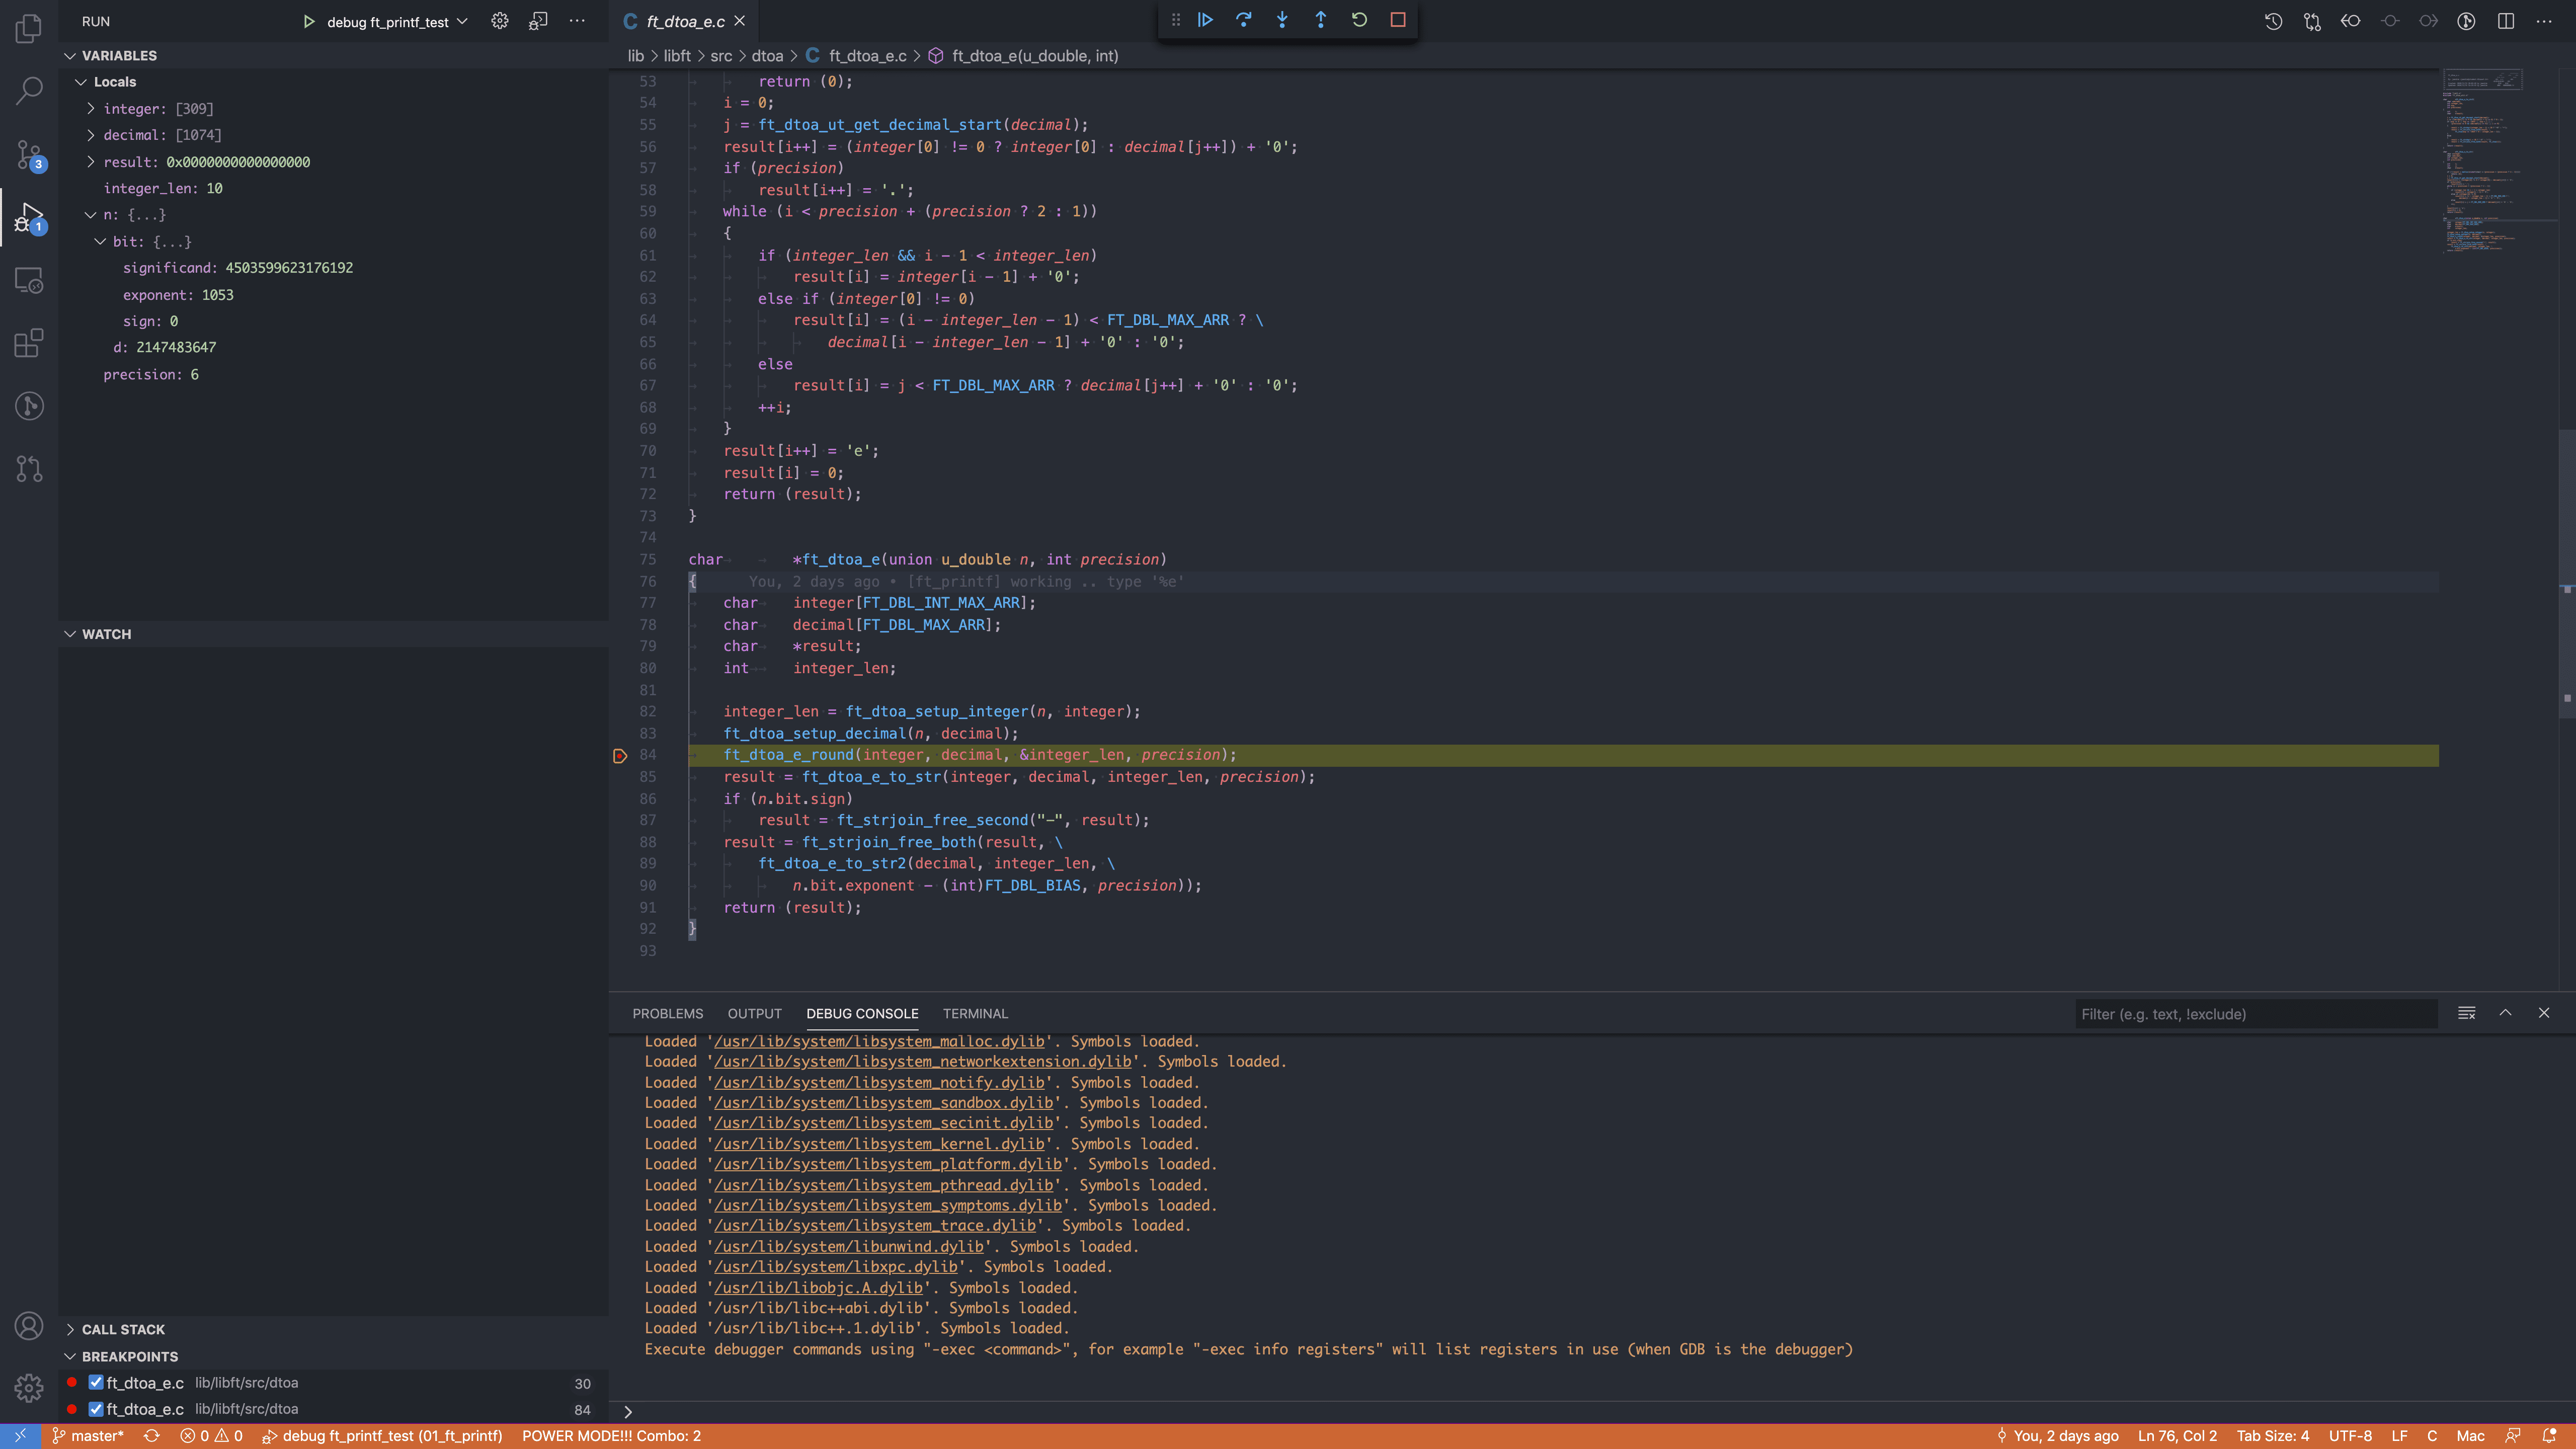 RUN
debug ft_printf_test
VARIABLES
Locals
integer: [309]
decimal: [1074]
result: 0x0000000000000000
integer_len: 10
n: {...}
bit: {...}
significand: 4503599623176192
exponent: 1053
sign: 0
d: 2147483647
precision: 6
WATCH
CALL STACK
BREAKPOINTS
ft_dtoa_e.c lib/libft/src/dtoa 30
ft_dtoa_e.c lib/libft/src/dtoa 84
3
1
C ft_dtoa_e.c
lib > libft > src > dtoa > C ft_dtoa_e.c > ft_dtoa_e(u_double, int)
53 return (0);
54 i = 0;
55 j = ft_dtoa_ut_get_decimal_start(decimal);
56 result[i++] = (integer[0] != 0 ? integer[0] : decimal[j++]) + '0';
57 if (precision)
58 result[i++] = '.';
59 while (i < precision + (precision ? 2 : 1))
60 {
61 if (integer_len && i - 1 < integer_len)
62 result[i] = integer[i - 1] + '0';
63 else if (integer[0] != 0)
64 result[i] = (i - integer_len - 1) < FT_DBL_MAX_ARR ? \
65 decimal[i - integer_len - 1] + '0' : '0';
66 else
67 result[i] = j < FT_DBL_MAX_ARR ? decimal[j++] + '0' : '0';
68 ++i;
69 }
70 result[i++] = 'e';
71 result[i] = 0;
72 return (result);
73 }
74
75 char *ft_dtoa_e(union u_double n, int precision)
76 { You, 2 days ago • [ft_printf] working .. type '%e'
77 char integer[FT_DBL_INT_MAX_ARR];
78 char decimal[FT_DBL_MAX_ARR];
79 char *result;
80 int integer_len;
81
82 integer_len = ft_dtoa_setup_integer(n, integer);
83 ft_dtoa_setup_decimal(n, decimal);
84 ft_dtoa_e_round(integer, decimal, &integer_len, precision);
85 result = ft_dtoa_e_to_str(integer, decimal, integer_len, precision);
86 if (n.bit.sign)
87 result = ft_strjoin_free_second("-", result);
88 result = ft_strjoin_free_both(result, \
89 ft_dtoa_e_to_str2(decimal, integer_len, \
90 n.bit.exponent - (int)FT_DBL_BIAS, precision));
91 return (result);
92 }
93
PROBLEMS OUTPUT DEBUG CONSOLE TERMINAL
Filter (e.g. text, !exclude)
Loaded '/usr/lib/system/libsystem_malloc.dylib'. Symbols loaded.
Loaded '/usr/lib/system/libsystem_networkextension.dylib'. Symbols loaded.
Loaded '/usr/lib/system/libsystem_notify.dylib'. Symbols loaded.
Loaded '/usr/lib/system/libsystem_sandbox.dylib'. Symbols loaded.
Loaded '/usr/lib/system/libsystem_secinit.dylib'. Symbols loaded.
Loaded '/usr/lib/system/libsystem_kernel.dylib'. Symbols loaded.
Loaded '/usr/lib/system/libsystem_platform.dylib'. Symbols loaded.
Loaded '/usr/lib/system/libsystem_pthread.dylib'. Symbols loaded.
Loaded '/usr/lib/system/libsystem_symptoms.dylib'. Symbols loaded.
Loaded '/usr/lib/system/libsystem_trace.dylib'. Symbols loaded.
Loaded '/usr/lib/system/libunwind.dylib'. Symbols loaded.
Loaded '/usr/lib/system/libxpc.dylib'. Symbols loaded.
Loaded '/usr/lib/libobjc.A.dylib'. Symbols loaded.
Loaded '/usr/lib/libc++abi.dylib'. Symbols loaded.
Loaded '/usr/lib/libc++.1.dylib'. Symbols loaded.
Execute debugger commands using "-exec <command>", for example "-exec info registers" will list registers in use (when GDB is the debugger)
master* 0 0 debug ft_printf_test (01_ft_printf) POWER MODE!!! Combo: 2 You, 2 days ago Ln 76, Col 2 Tab Size: 4 UTF-8 LF C Mac